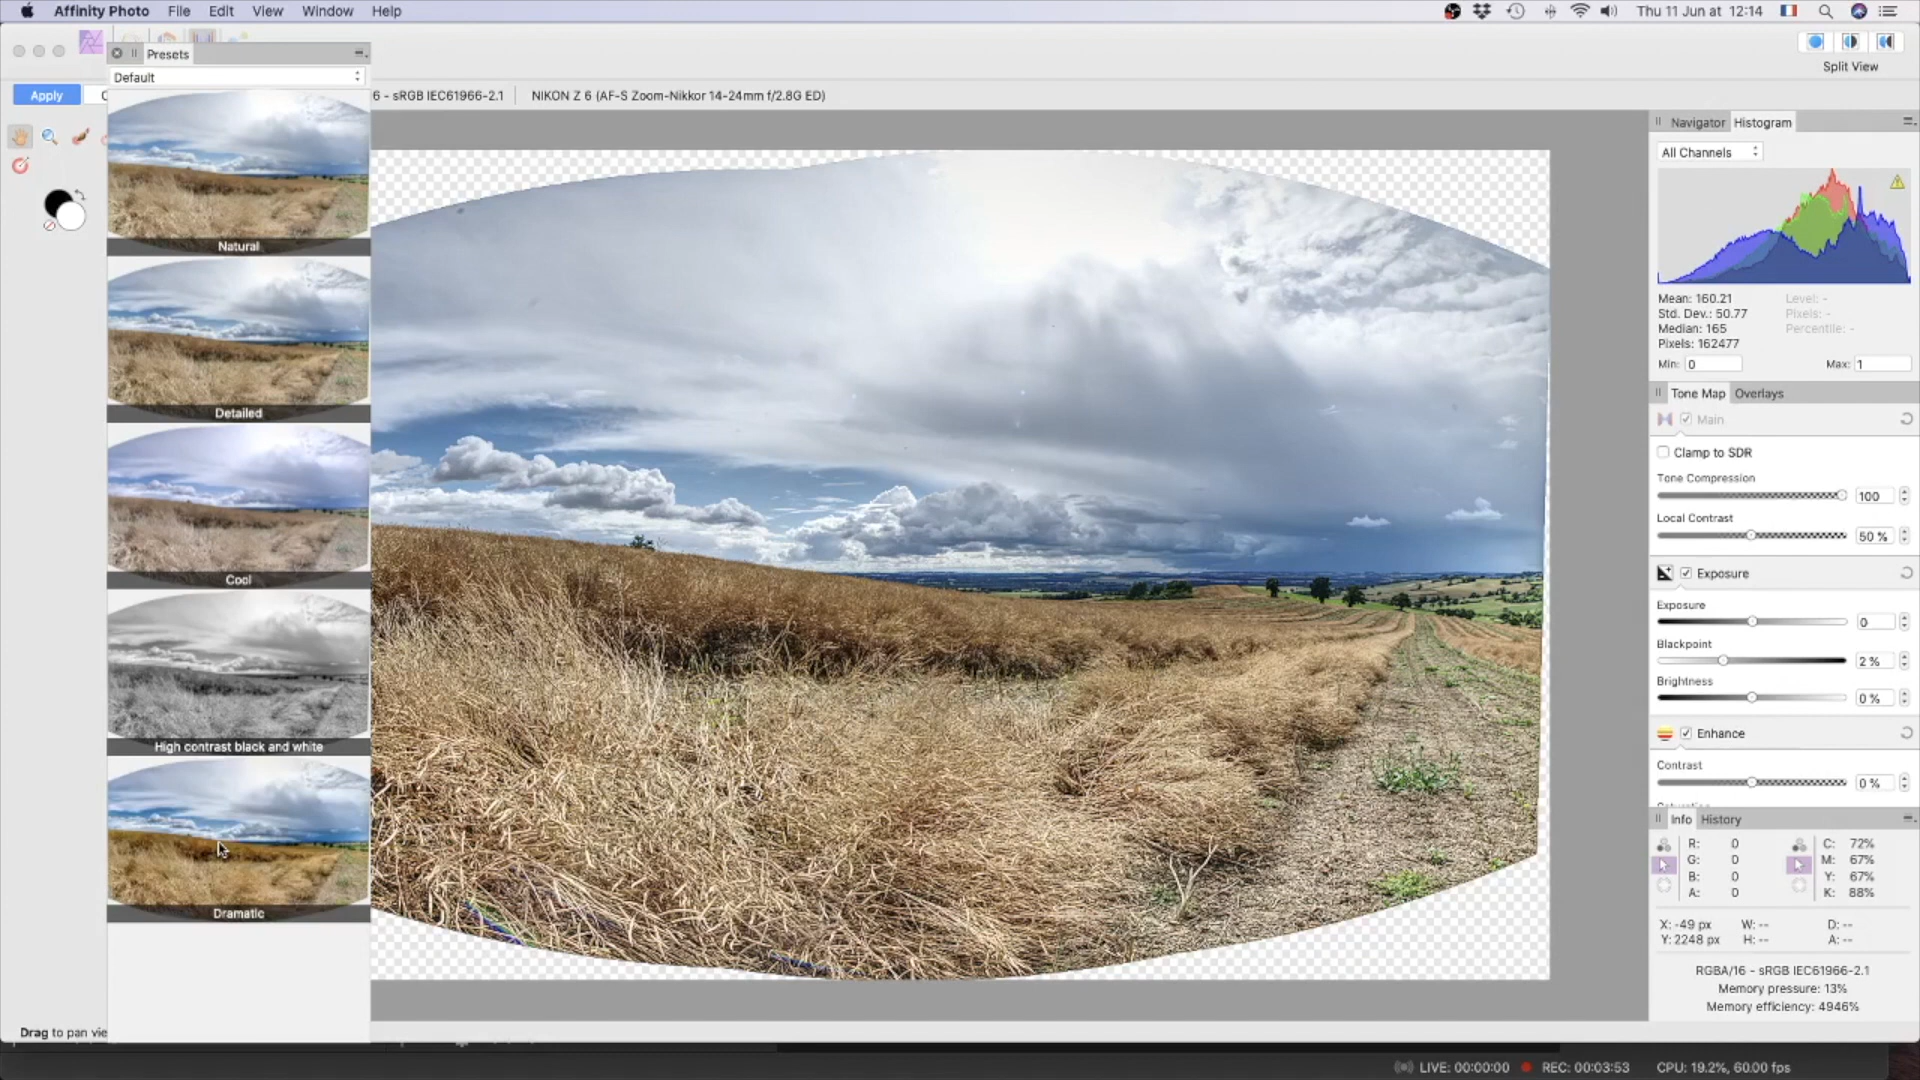 Affinity Photo File Edit View Window Help
Thu 11 Jun at 12:14
Presets
Default
Split View
Apply
6 - sRGB IEC61966-2.1
NIKON Z 6 (AF-S Zoom-Nikkor 14-24mm f/2.8G ED)
Natural
Detailed
Cool
High contrast black and white
Dramatic
Drag to pan vie
Navigator Histogram
All Channels
Mean: 160.21
Level: -
Std. Dev.: 50.77
Pixels: -
Median: 165
Percentile: -
Pixels: 162477
Min: 0
Max: 1
Tone Map Overlays
Main
Clamp to SDR
Tone Compression
100
Local Contrast
50 %
Exposure
Exposure
0
Blackpoint
2 %
Brightness
0 %
Enhance
Contrast
0 %
Info History
R: 0 C: 72%
G: 0 M: 67%
B: 0 Y: 67%
A: 0 K: 88%
X: -49 px W: -- D: --
Y: 2248 px H: -- A: --
RGBA/16 - sRGB IEC61966-2.1
Memory pressure: 13%
Memory efficiency: 4946%
LIVE: 00:00:00 REC: 00:03:53 CPU: 19.2%, 60.00 fps